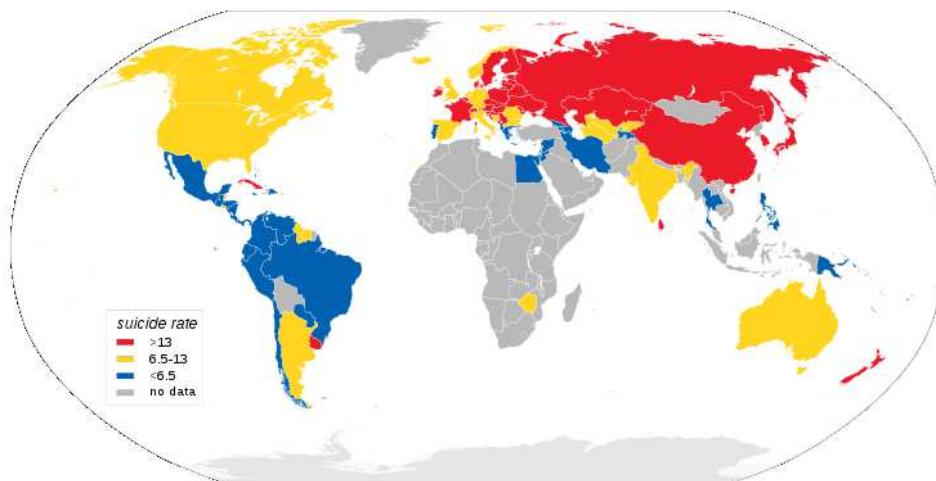 suicide rate
>13
6.5-13
<6.5
no data